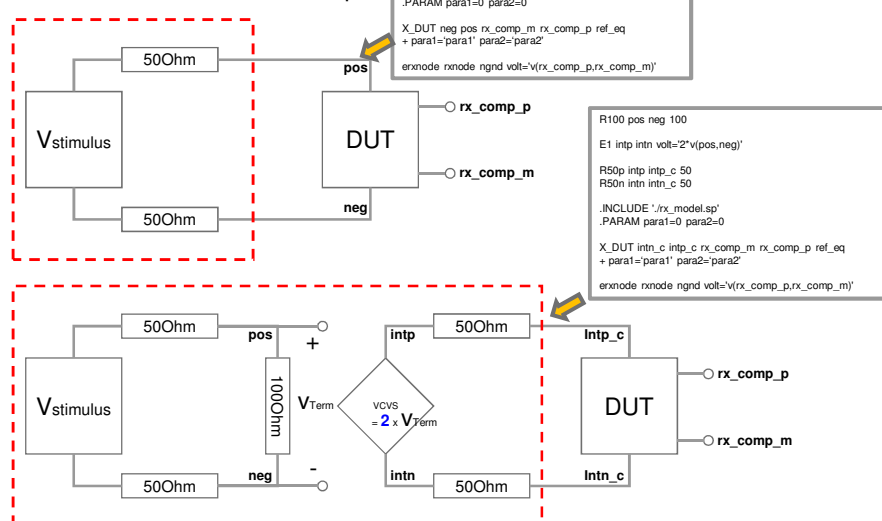 .PARAM para1=0 para2=0
X_DUT neg pos rx_comp_m rx_comp_p ref_eq
+ para1='para1' para2='para2'
erxnode rxnode ngnd volt='v(rx_comp_p,rx_comp_m)'
50Ohm
pos
rx_comp_p
Vstimulus
DUT
rx_comp_m
neg
50Ohm
R100 pos neg 100
E1 intp intn volt='2*v(pos,neg)'
R50p intp intp_c 50
R50n intn intn_c 50
.INCLUDE './rx_model.sp'
.PARAM para1=0 para2=0
X_DUT intn_c intp_c rx_comp_m rx_comp_p ref_eq
+ para1='para1' para2='para2'
erxnode rxnode ngnd volt='v(rx_comp_p,rx_comp_m)'
50Ohm
pos
+
intp
50Ohm
Intp_c
rx_comp_p
Vstimulus
100Ohm
VTerm
VCVS
= 2 x VTerm
DUT
rx_comp_m
neg
-
intn
Intn_c
50Ohm
50Ohm